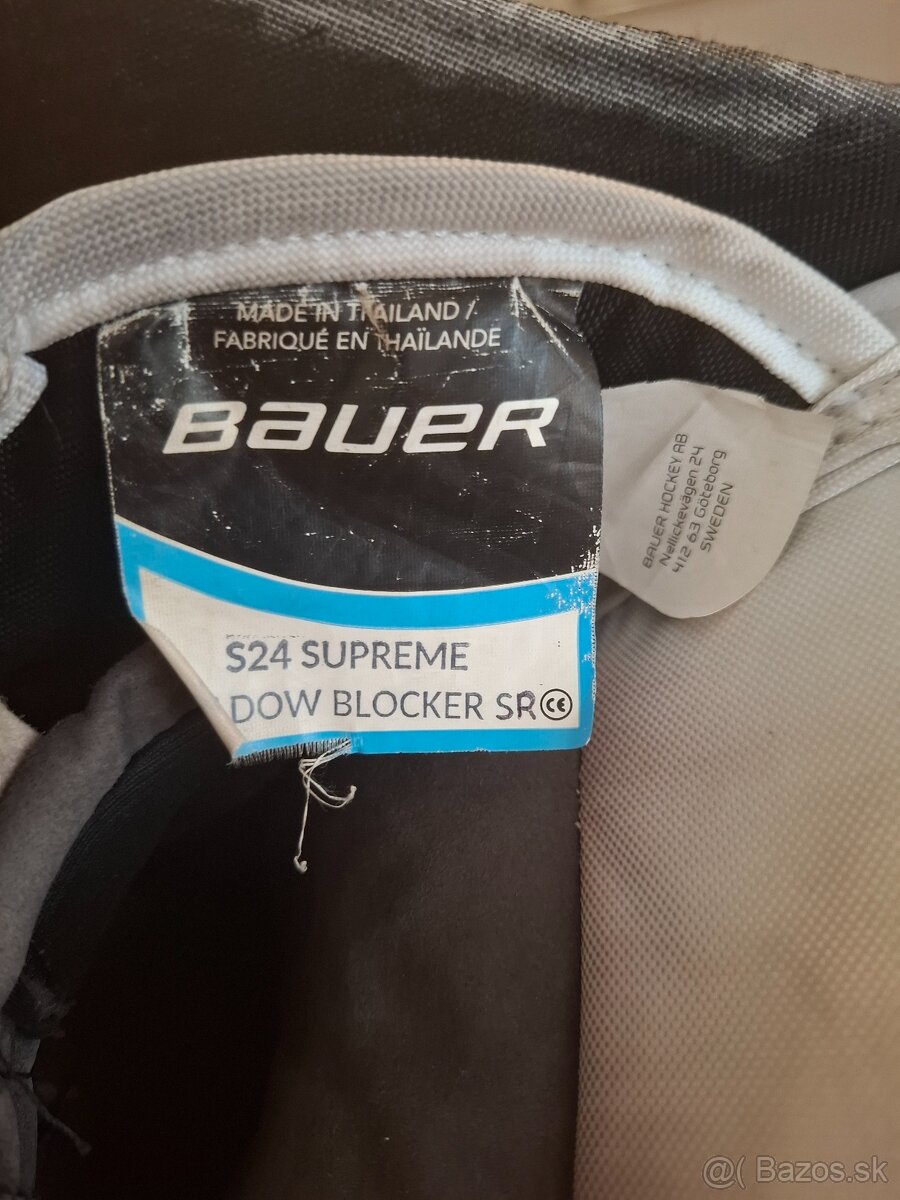 MADE IN THAILAND /
FABRIQUÉ EN THAÏLANDE
BAUER
S24 SUPREME
DOW BLOCKER SR CE
BAUER HOCKEY AB
Nellickevägen 24
412 63 Göteborg
SWEDEN
@( Bazos.sk